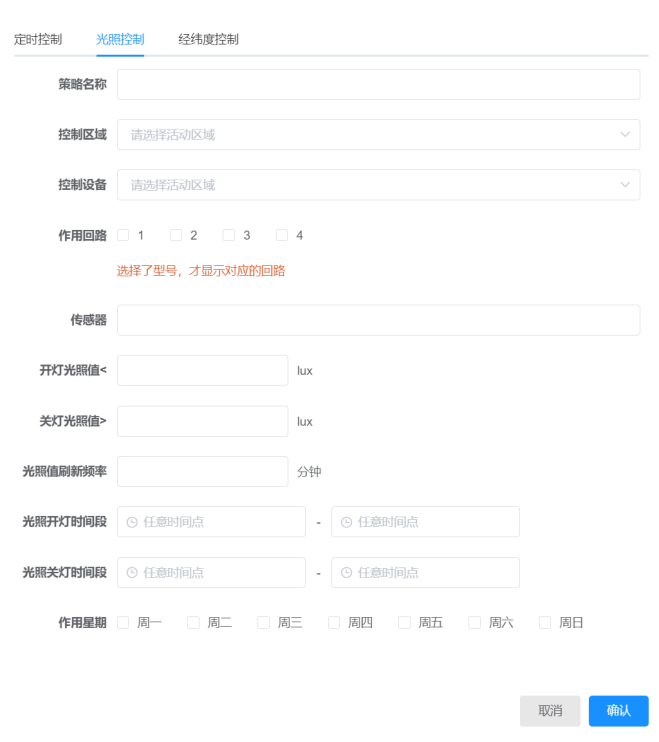 定时控制 光照控制 经纬度控制
策略名称
控制区域 请选择活动区域
控制设备 请选择活动区域
作用回路 1 2 3 4
选择了型号，才显示对应的回路
传感器
开灯光照值< lux
关灯光照值> lux
光照值刷新频率 分钟
光照开灯时间段 任意时间点 - 任意时间点
光照关灯时间段 任意时间点 - 任意时间点
作用星期 周一 周二 周三 周四 周五 周六 周日
取消 确认